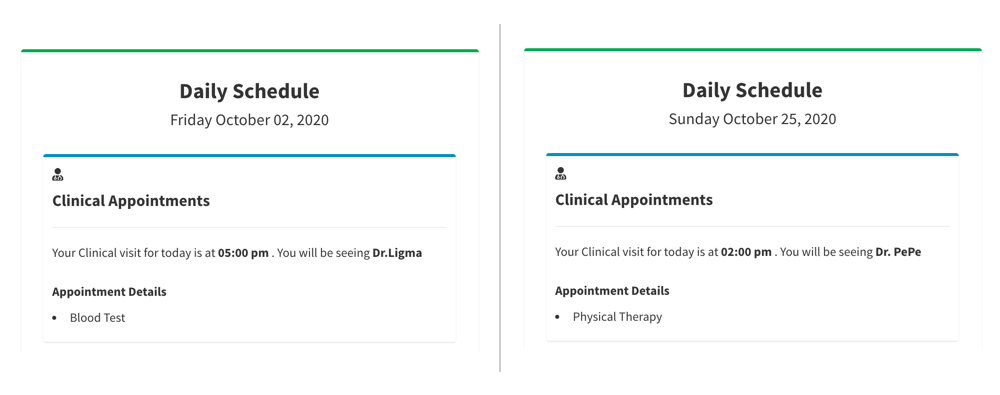 Daily Schedule
Friday October 02, 2020
Clinical Appointments
Your Clinical visit for today is at 05:00 pm . You will be seeing Dr.Ligma
Appointment Details
• Blood Test
Daily Schedule
Sunday October 25, 2020
Clinical Appointments
Your Clinical visit for today is at 02:00 pm . You will be seeing Dr. PePe
Appointment Details
• Physical Therapy